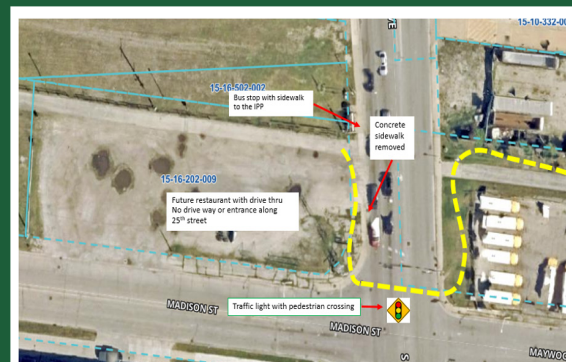 15-10-332-00
VE
15-16-502-002
Bus stop with sidewalk
to the IPP
Concrete
sidewalk
removed
15-16-202-009
Future restaurant with drive thru
No drive way or entrance along
25th street
MADISON ST
Traffic light with pedestrian crossing
MADISON ST
MAYWOO
S